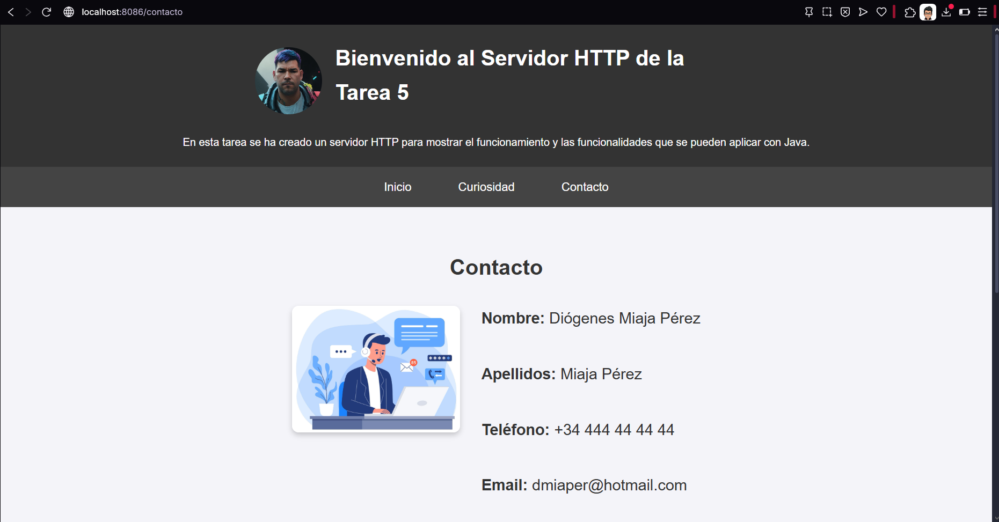 localhost:8086/contacto
Bienvenido al Servidor HTTP de la
Tarea 5
En esta tarea se ha creado un servidor HTTP para mostrar el funcionamiento y las funcionalidades que se pueden aplicar con Java.
Inicio Curiosidad Contacto
Contacto
85
*****
Nombre: Diógenes Miaja Pérez
Apellidos: Miaja Pérez
Teléfono: +34 444 44 44 44
Email: dmiaper@hotmail.com